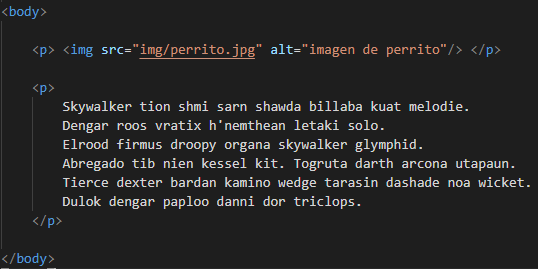 <body>
<p> <img src="img/perrito.jpg" alt="imagen de perrito"/> </p>
<p>
Skywalker tion shmi sarn shawda billaba kuat melodie.
Dengar roos vratix h'nemthean letaki solo.
Elrood firmus droopy organa skywalker glymphid.
Abregado tib nien kessel kit. Togruta darth arcona utapaun.
Tierce dexter bardan kamino wedge tarasin dashade noa wicket.
Dulok dengar paploo danni dor triclops.
</p>
</body>